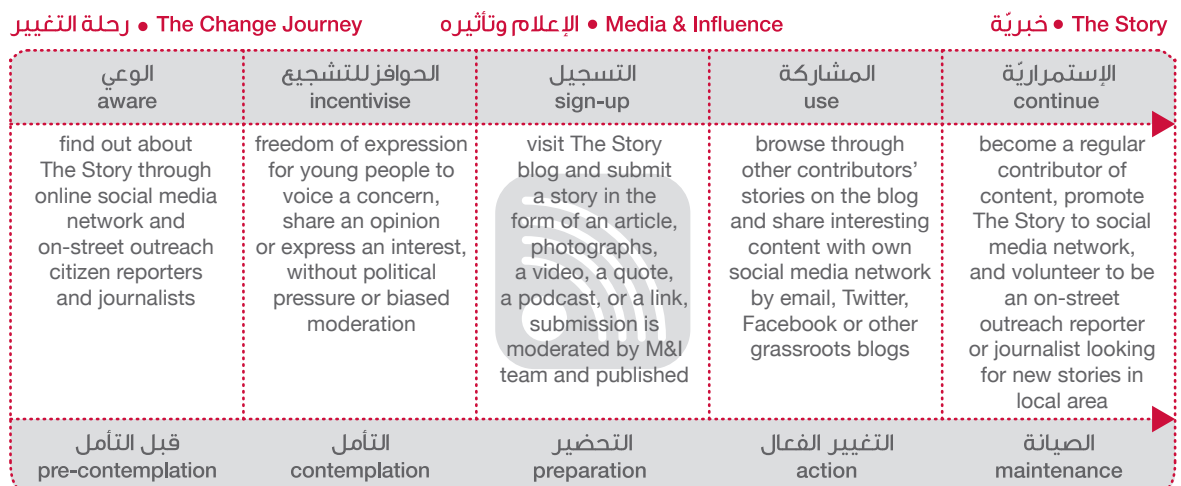 رحلة التغيير • The Change Journey
الإعلام وتأثيره • Media & Influence
خبريّة • The Story
الوعي
aware
الحوافز للتشجيع
incentivise
التسجيل
sign-up
المشاركة
use
الإستمراريّة
continue
find out about
The Story through
online social media
network and
on-street outreach
citizen reporters
and journalists
freedom of expression
for young people to
voice a concern,
share an opinion
or express an interest,
without political
pressure or biased
moderation
visit The Story
blog and submit
a story in the
form of an article,
photographs,
a video, a quote,
a podcast, or a link,
submission is
moderated by M&I
team and published
browse through
other contributors’
stories on the blog
and share interesting
content with own
social media network
by email, Twitter,
Facebook or other
grassroots blogs
become a regular
contributor of
content, promote
The Story to social
media network,
and volunteer to be
an on-street
outreach reporter
or journalist looking
for new stories in
local area
قبل التأمل
pre-contemplation
التأمل
contemplation
التحضير
preparation
التغيير الفعال
action
الصيانة
maintenance